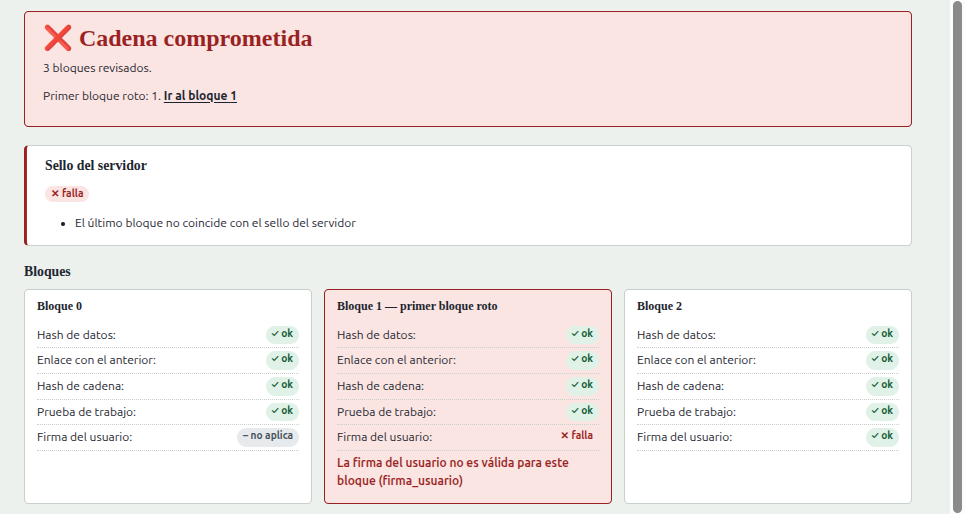 ❌ Cadena comprometida
3 bloques revisados.
Primer bloque roto: 1. Ir al bloque 1
Sello del servidor
✕ falla
• El último bloque no coincide con el sello del servidor
Bloques
Bloque 0
Hash de datos: ✓ ok
Enlace con el anterior: ✓ ok
Hash de cadena: ✓ ok
Prueba de trabajo: ✓ ok
Firma del usuario: – no aplica
Bloque 1 — primer bloque roto
Hash de datos: ✓ ok
Enlace con el anterior: ✓ ok
Hash de cadena: ✓ ok
Prueba de trabajo: ✓ ok
Firma del usuario: ✕ falla
La firma del usuario no es válida para este
bloque (firma_usuario)
Bloque 2
Hash de datos: ✓ ok
Enlace con el anterior: ✓ ok
Hash de cadena: ✓ ok
Prueba de trabajo: ✓ ok
Firma del usuario: ✓ ok